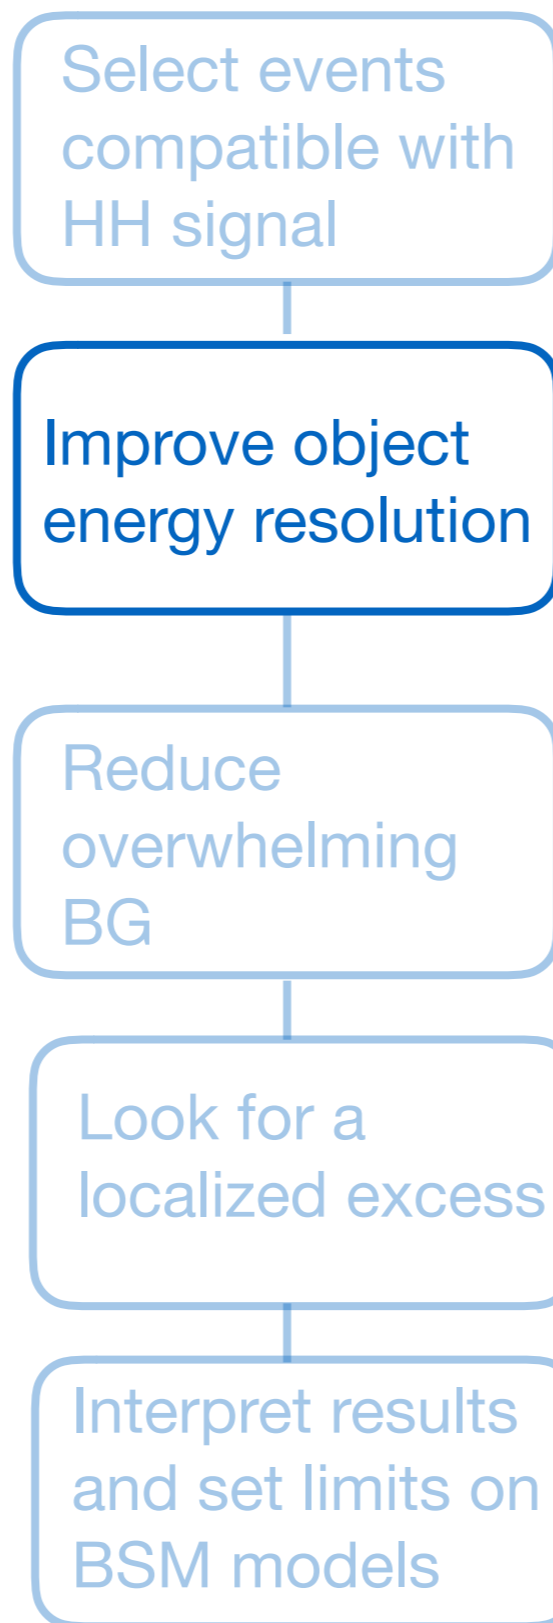 Select events
compatible with
HH signal
Improve object
energy resolution
Reduce
overwhelming
BG
Look for a
localized excess
Interpret results
and set limits on
BSM models